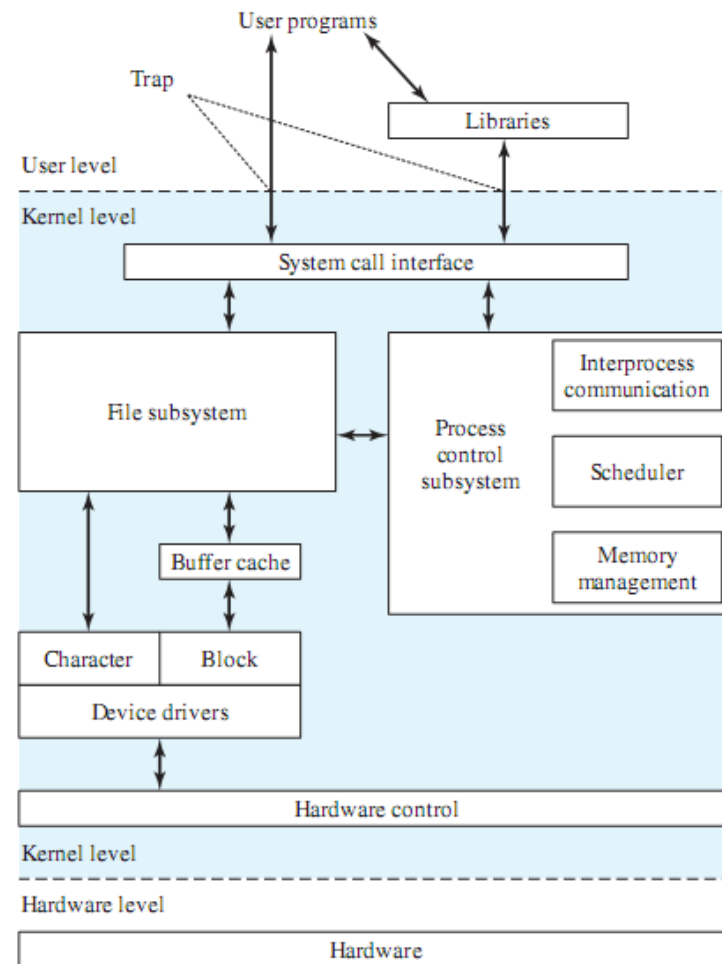 User programs
Trap
Libraries
User level
Kernel level
System call interface
File subsystem
Process
control
subsystem
Interprocess
communication
Scheduler
Memory
management
Buffer cache
Character
Block
Device drivers
Hardware control
Kernel level
Hardware level
Hardware